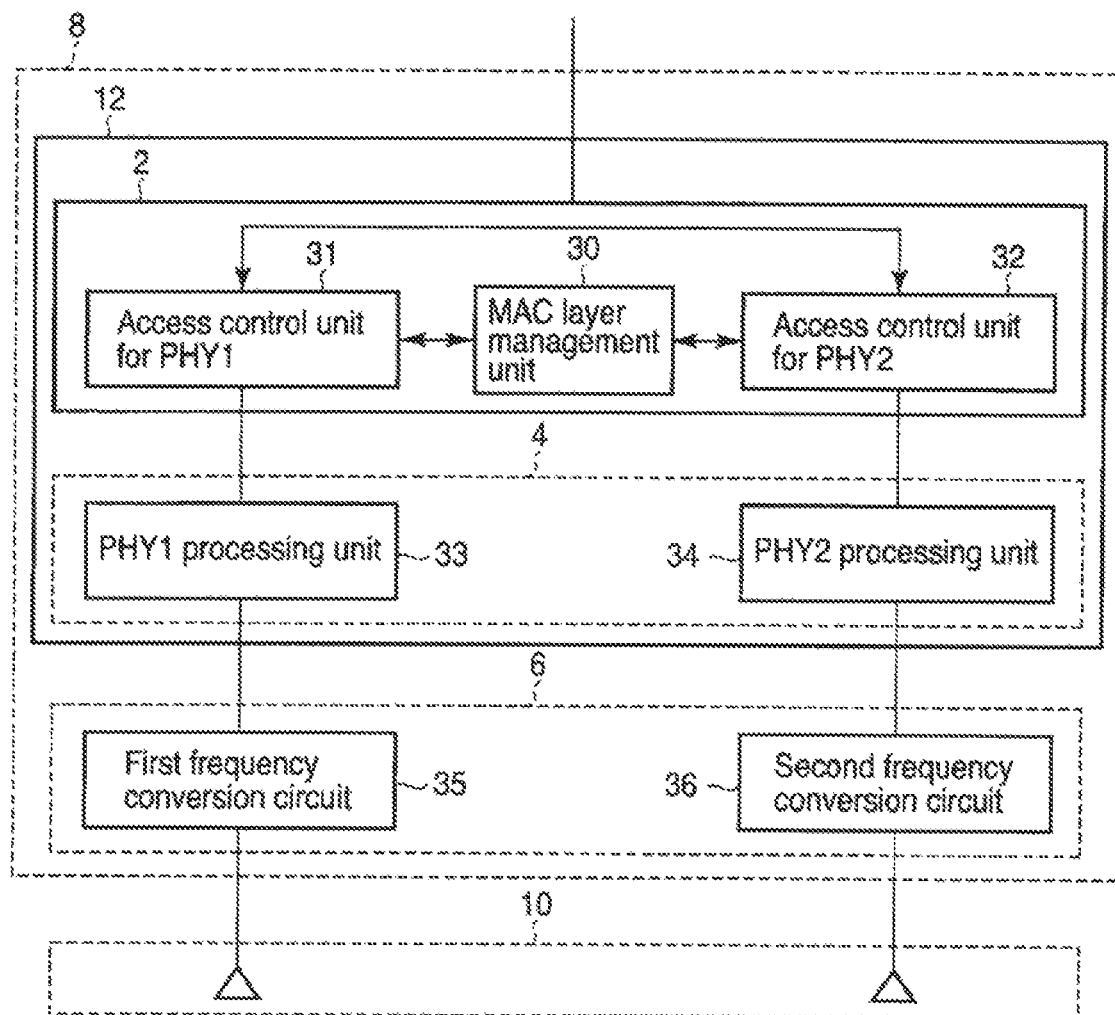 8
12
2
31
30
32
Access control unit
for PHY1
MAC layer
management
unit
Access control unit
for PHY2
4
PHY1 processing unit
33
34
PHY2 processing unit
6
First frequency
conversion circuit
35
36
Second frequency
conversion circuit
10